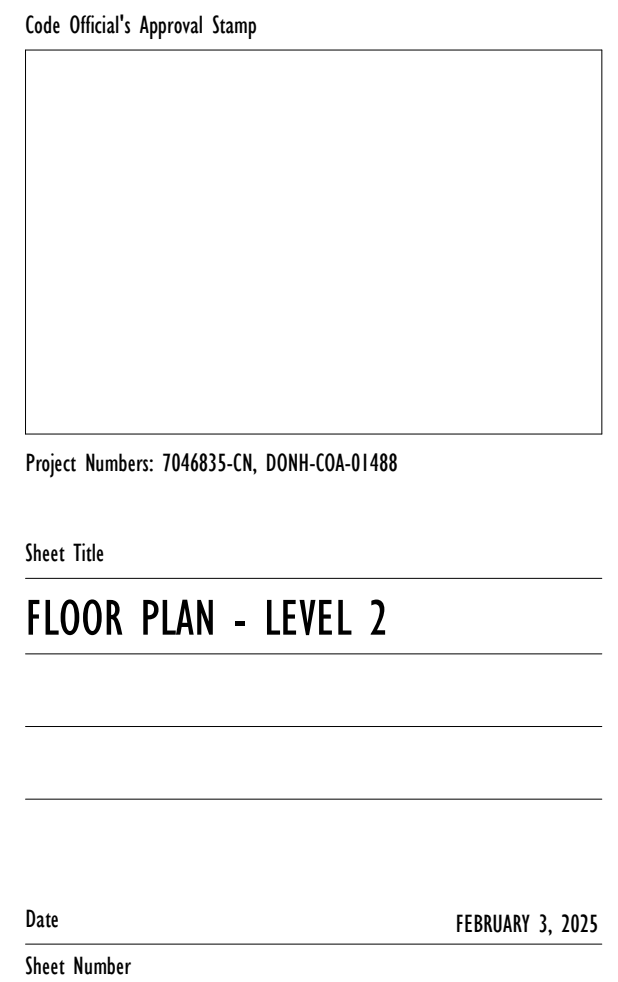 Code Official's Approval Stamp
Project Numbers: 7046835-CN, DONH-COA-01488
Sheet Title
FLOOR PLAN - LEVEL 2
Date
FEBRUARY 3, 2025
Sheet Number